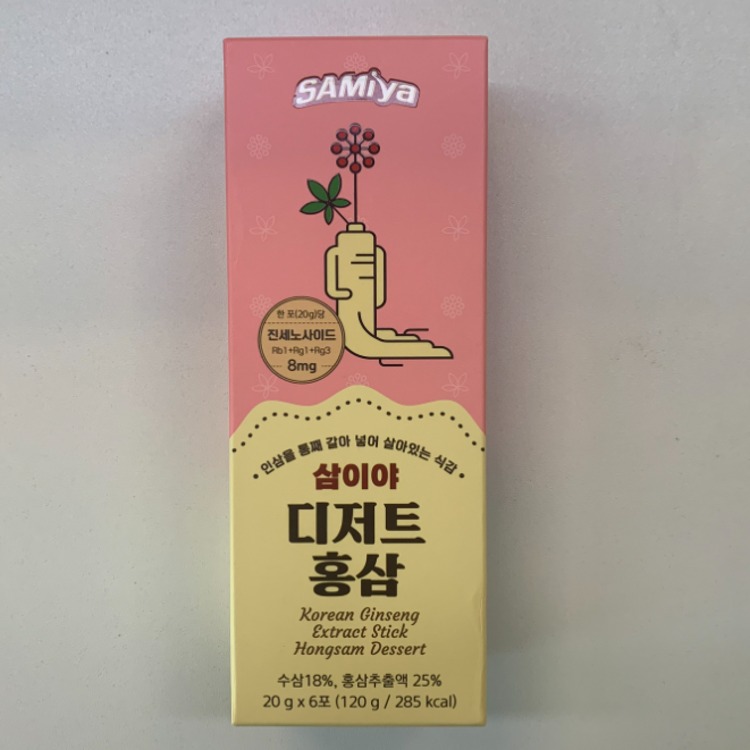 SAMiya
한 포(20g)당
진세노사이드
Rb1+Rg1+Rg3
8mg
• 인삼을 통째 갈아 넣어 살아있는 식감 •
삼이야
디저트
홍삼
Korean Ginseng
Extract Stick
Hongsam Dessert
수삼18%, 홍삼추출액 25%
20 g x 6포 (120 g / 285 kcal)